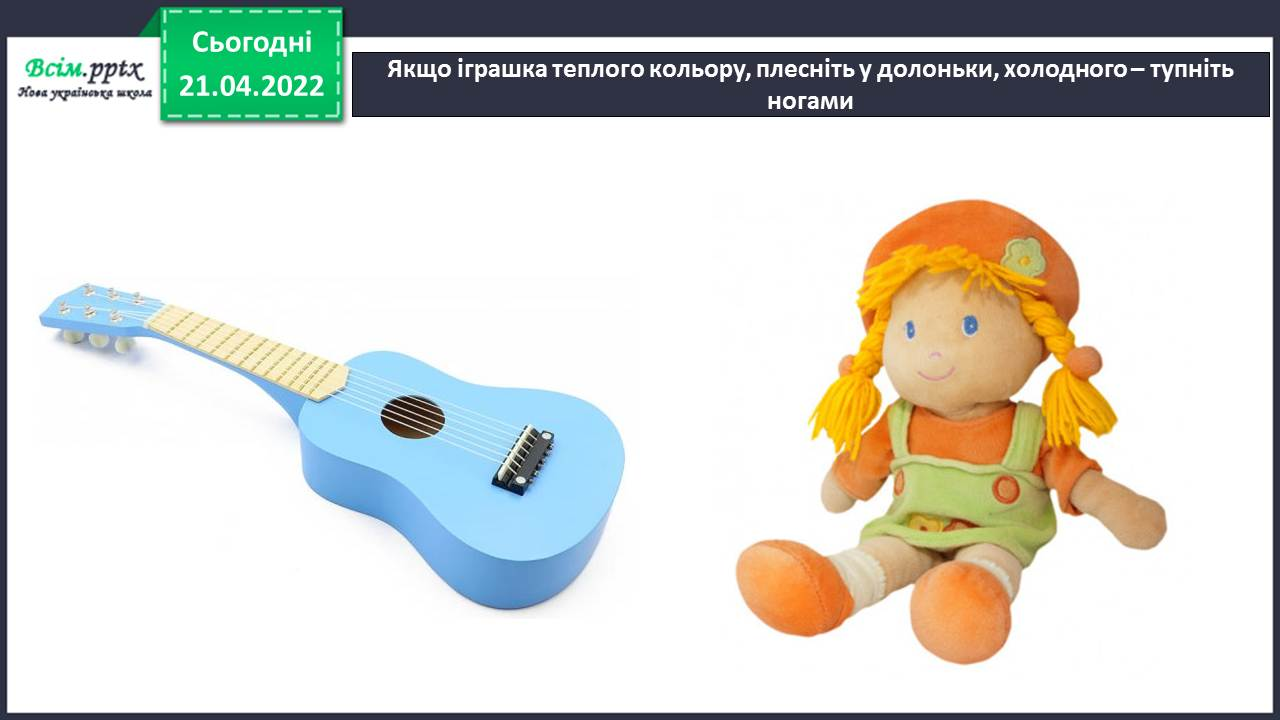 Всім.pptx
Нова українська школа
Сьогодні
21.04.2022
Якщо іграшка теплого кольору, плесніть у долоньки, холодного – тупніть
ногами